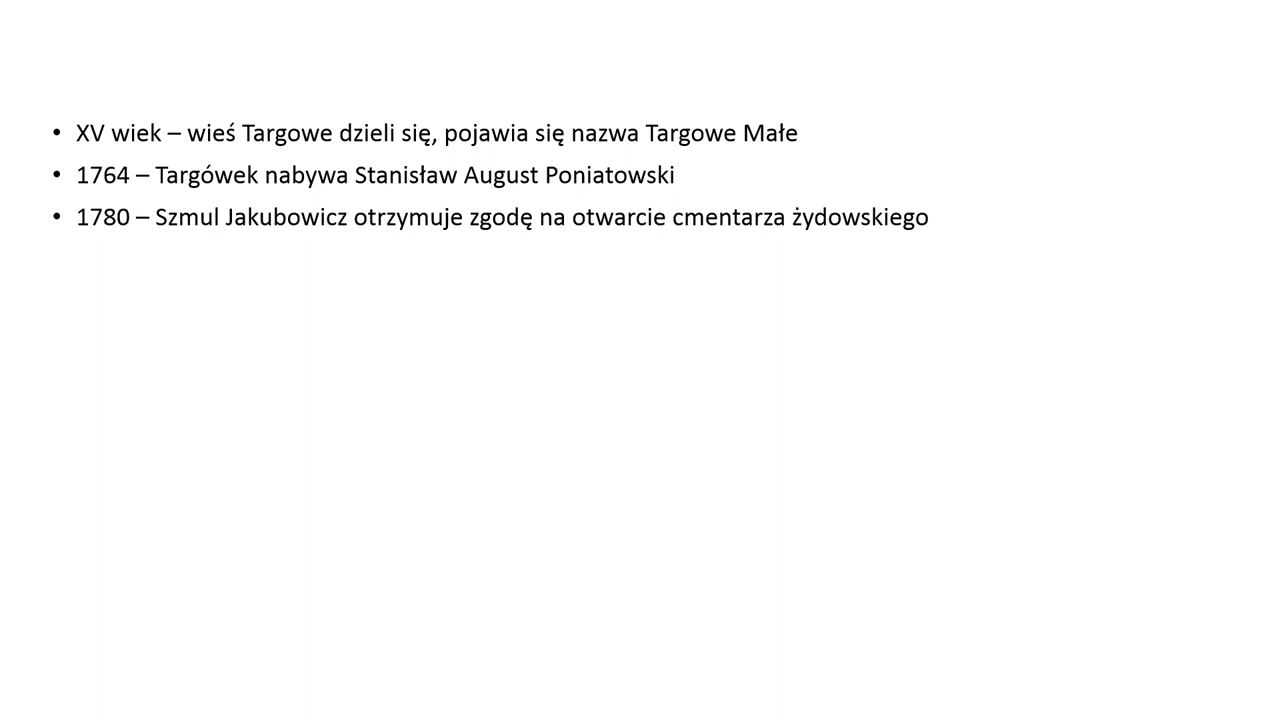 • XV wiek – wieś Targowe dzieli się, pojawia się nazwa Targowe Małe
• 1764 – Targówek nabywa Stanisław August Poniatowski
• 1780 – Szmul Jakubowicz otrzymuje zgodę na otwarcie cmentarza żydowskiego